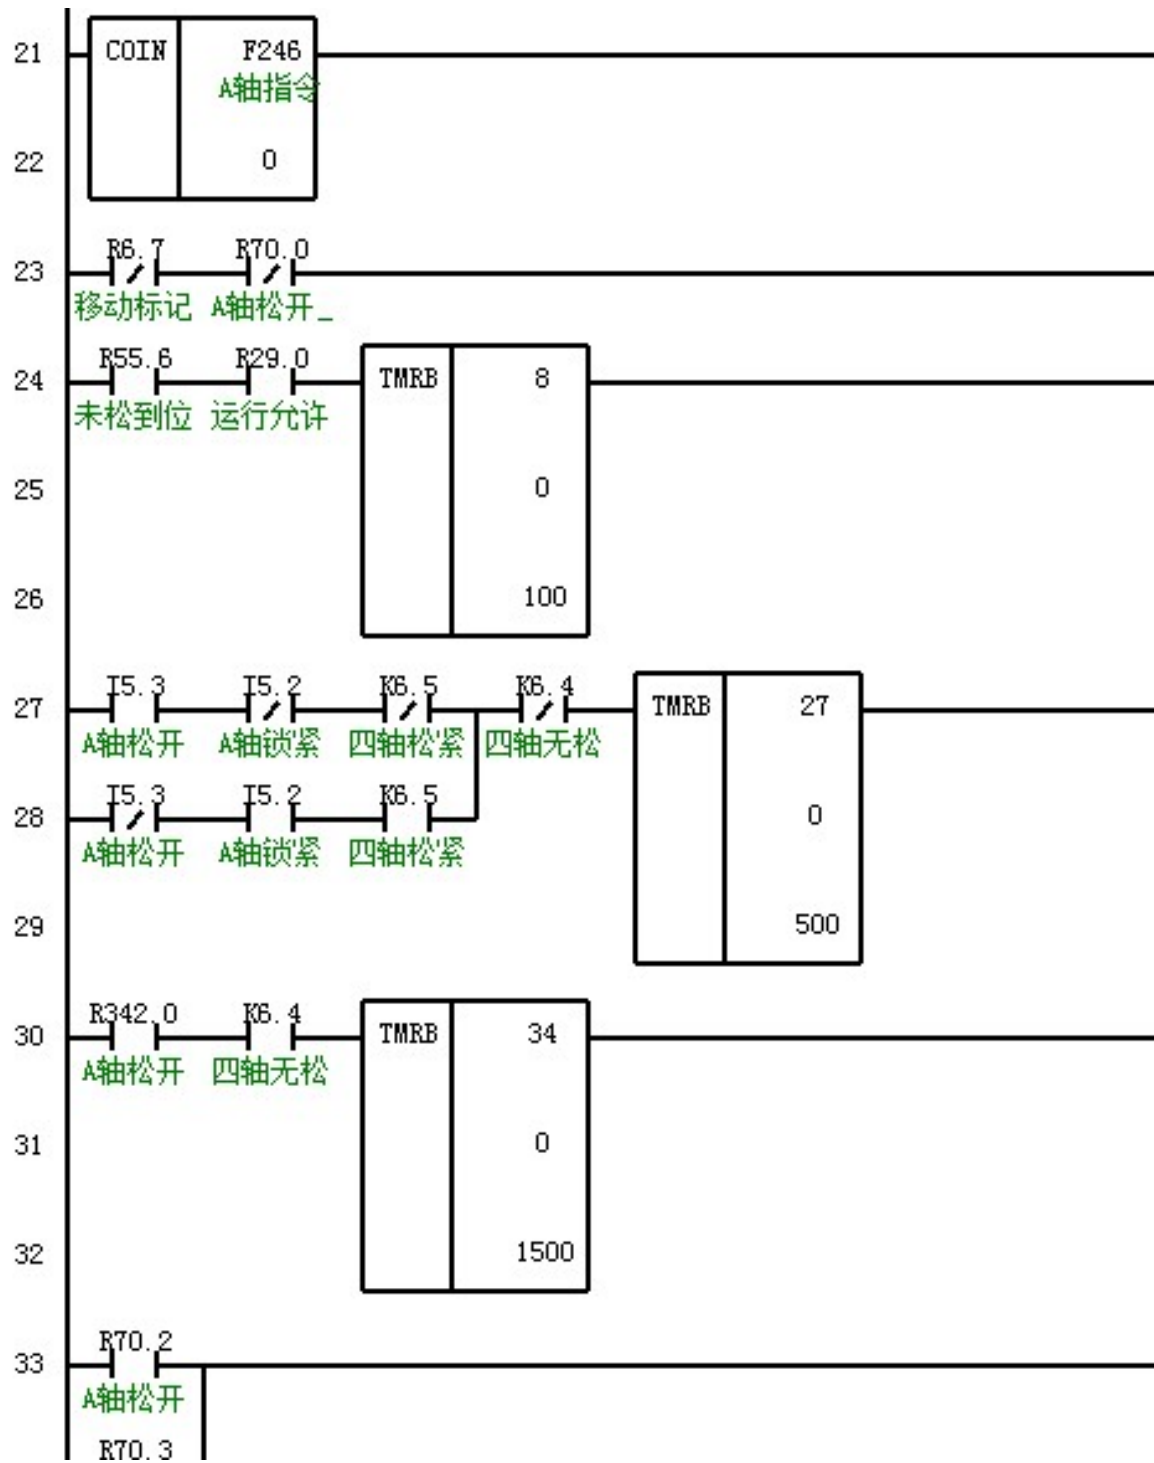 21 COIN F246
A轴指令
22 0
R6.7 R70.0
23
移动标记 A轴松开_
R55.6 R29.0
24 TMRB 8
未松到位 运行允许
25 0
26 100
I5.3 I5.2 K6.5 K6.4
27 TMRB 27
A轴松开 A轴锁紧 四轴松紧 四轴无松
I5.3 I5.2 K6.5
28 0
A轴松开 A轴锁紧 四轴松紧
29 500
R342.0 K6.4
30 TMRB 34
A轴松开 四轴无松
31 0
32 1500
R70.2
33
A轴松开
R70.3